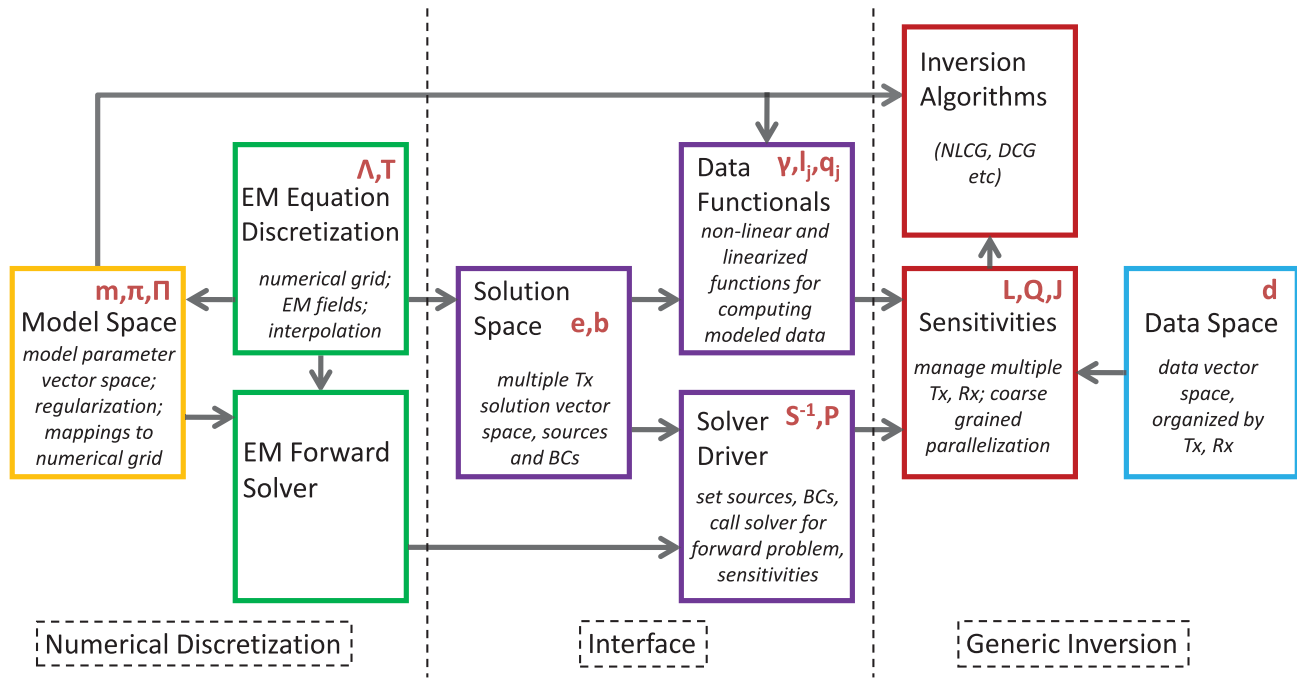 Inversion
Algorithms
(NLCG, DCG
etc)
Λ,T
EM Equation
Discretization
numerical grid;
EM fields;
interpolation
Data γ,lⱼ,qⱼ
Functionals
non-linear and
linearized
functions for
computing
modeled data
m,π,Π
Model Space
model parameter
vector space;
regularization;
mappings to
numerical grid
Solution
Space e,b
multiple Tx
solution vector
space, sources
and BCs
L,Q,J
Sensitivities
manage multiple
Tx, Rx; coarse
grained
parallelization
d
Data Space
data vector
space,
organized by
Tx, Rx
EM Forward
Solver
Solver S⁻¹,P
Driver
set sources, BCs,
call solver for
forward problem,
sensitivities
Numerical Discretization
Interface
Generic Inversion